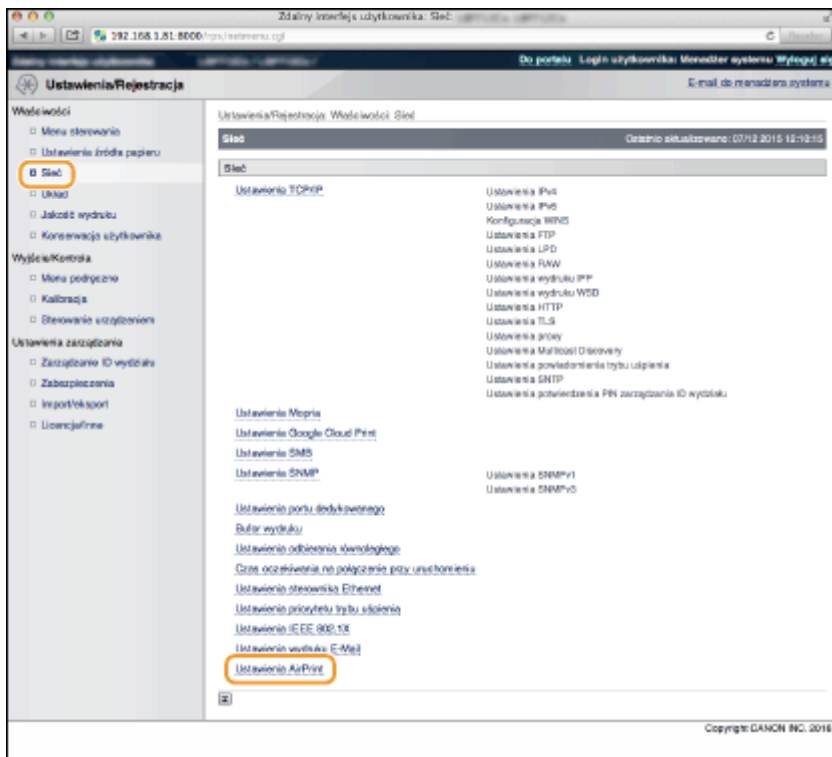 Zdalny interfejs użytkownika: Sieć:
192.168.1.81:8000/rps/netmenu.cgi
Reader
Do portalu Login użytkownika: Menedżer systemu Wyloguj się
Ustawienia/Rejestracja
E-mail do menadżera systemu
Właściwości
Menu sterowania
Ustawienia źródła papieru
Sieć
Układ
Jakość wydruku
Konserwacja użytkownika
Wyjście/Kontrola
Menu podręczne
Kalibracja
Sterowanie urządzeniem
Ustawienia zarządzania
Zarządzanie ID wydziału
Zabezpieczenia
Import/eksport
Licencja/Inne
Ustawienia/Rejestracja: Właściwości: Sieć
Sieć
Ostatnio aktualizowane: 07/12 2015 12:10:15
Sieć
Ustawienia TCP/IP
Ustawienia IPv4
Ustawienia IPv6
Konfiguracja WINS
Ustawienia FTP
Ustawienia LPD
Ustawienia RAW
Ustawienia wydruku IPP
Ustawienia wydruku WSD
Ustawienia HTTP
Ustawienia TLS
Ustawienia proxy
Ustawienia Multicast Discovery
Ustawienia powiadomienia trybu uśpienia
Ustawienia SNTP
Ustawienia potwierdzenia PIN zarządzania ID wydziału
Ustawienia Mopria
Ustawienia Google Cloud Print
Ustawienia SMB
Ustawienia SNMP
Ustawienia SNMPv1
Ustawienia SNMPv3
Ustawienia portu dedykowanego
Bufor wydruku
Ustawienia odbierania równoległego
Czas oczekiwania na połączenie przy uruchomieniu
Ustawienia sterownika Ethernet
Ustawienia priorytetu trybu uśpienia
Ustawienia IEEE 802.1X
Ustawienia wydruku E-Mail
Ustawienia AirPrint
Copyright CANON INC. 2016